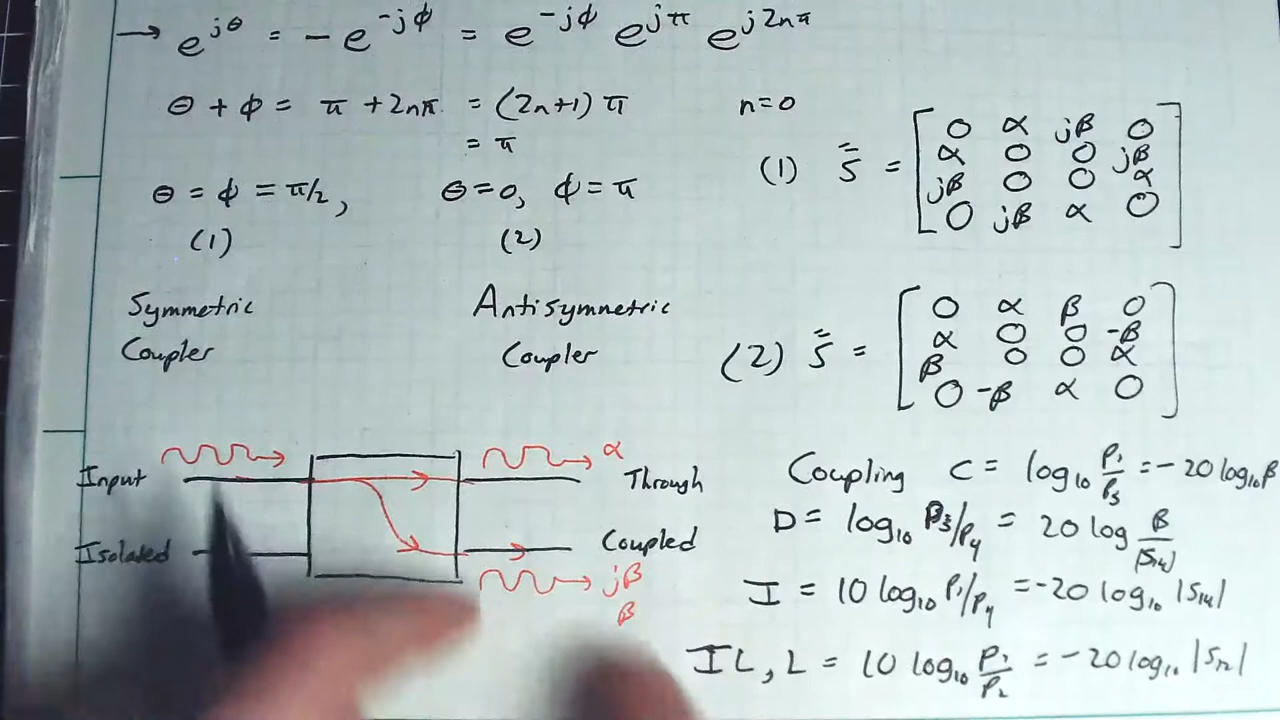 → e^{jθ} = -e^{-jϕ} = e^{-jϕ} e^{jπ} e^{j2nπ}
θ + ϕ = π + 2nπ = (2n+1)π n=0
= π
θ = ϕ = π/2, θ=0, ϕ=π
(1) (2)
Symmetric Coupler
Antisymmetric Coupler
(1) S̿ =
0 α jβ 0
α 0 0 jβ
jβ 0 0 α
0 jβ α 0
(2) S̿ =
0 α β 0
α 0 0 -β
β 0 0 α
0 -β α 0
Input
Isolated
α
Through
Coupled
jβ
β
Coupling C = log₁₀ P₁/P₃ = -20 log₁₀ β
D = log₁₀ P₃/P₄ = 20 log β/|S₁₄|
I = 10 log₁₀ P₁/P₄ = -20 log₁₀ |S₁₄|
IL, L = 10 log₁₀ P₁/P₂ = -20 log₁₀ |S₁₂|